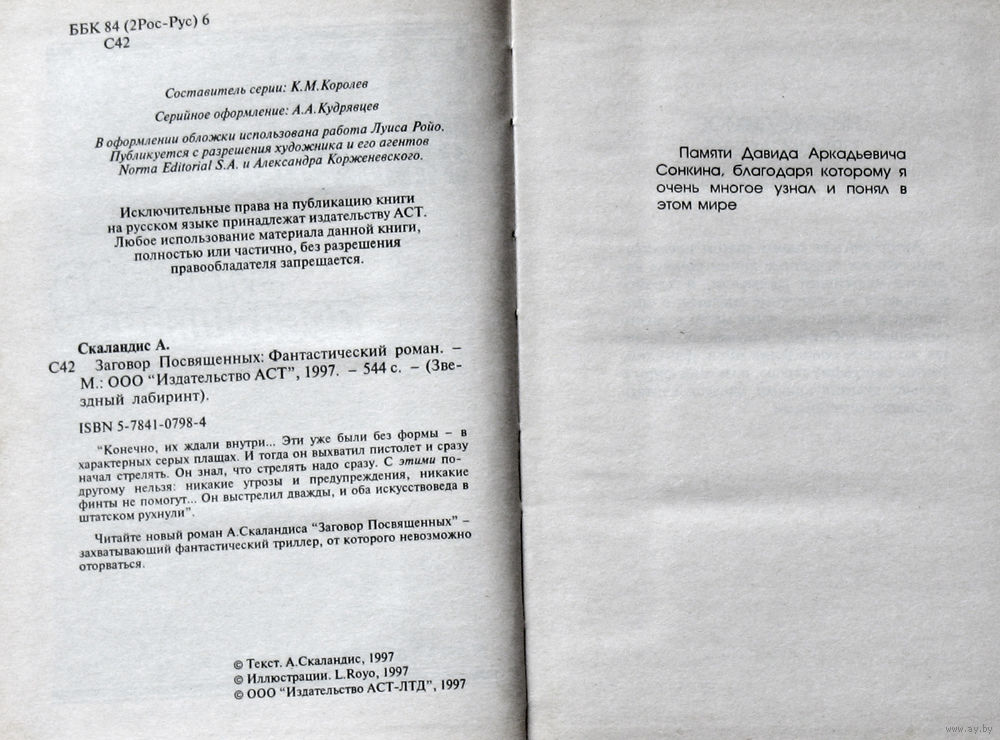 ББК 84 (2Рос-Рус) 6
С42
Составитель серии: К.М.Королев
Серийное оформление: А.А.Кудрявцев
В оформлении обложки использована работа Луиса Ройо.
Публикуется с разрешения художника и его агентов
Norma Editorial S.A. и Александра Корженевского.
Исключительные права на публикацию книги
на русском языке принадлежат издательству АСТ.
Любое использование материала данной книги,
полностью или частично, без разрешения
правообладателя запрещается.
Скаландис А.
С42 Заговор Посвященных: Фантастический роман. –
М.: ООО “Издательство АСТ”, 1997. – 544 с. – (Зве-
здный лабиринт).
ISBN 5-7841-0798-4
“Конечно, их ждали внутри... Эти уже были без формы – в
характерных серых плащах. И тогда он выхватил пистолет и сразу
начал стрелять. Он знал, что стрелять надо сразу. С этими по-
другому нельзя: никакие угрозы и предупреждения, никакие
финты не помогут... Он выстрелил дважды, и оба искусствоведа в
штатском рухнули”.
Читайте новый роман А.Скаландиса “Заговор Посвященных” –
захватывающий фантастический триллер, от которого невозможно
оторваться.
© Текст. А.Скаландис, 1997
© Иллюстрации. L.Royo, 1997
© ООО “Издательство АСТ-ЛТД”, 1997
Памяти Давида Аркадьевича
Сонкина, благодаря которому я
очень многое узнал и понял в
этом мире
www.ay.by